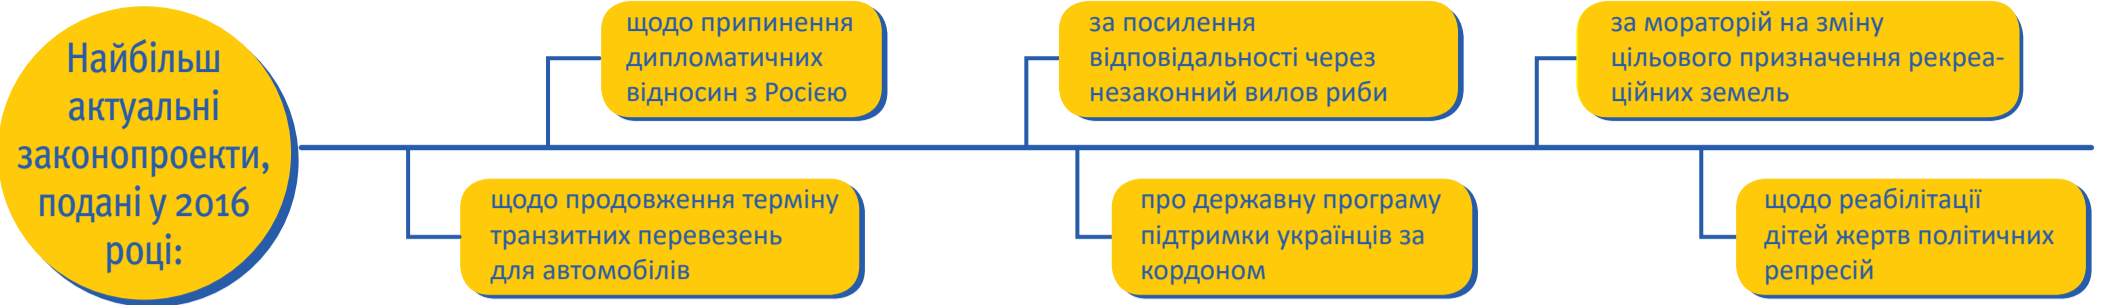 Найбільш
актуальні
законопроекти,
подані у 2016
році:
щодо припинення
дипломатичних
відносин з Росією
за посилення
відповідальності через
незаконний вилов риби
за мораторій на зміну
цільового призначення рекреа-
ційних земель
щодо продовження терміну
транзитних перевезень
для автомобілів
про державну програму
підтримки українців за
кордоном
щодо реабілітації
дітей жертв політичних
репресій